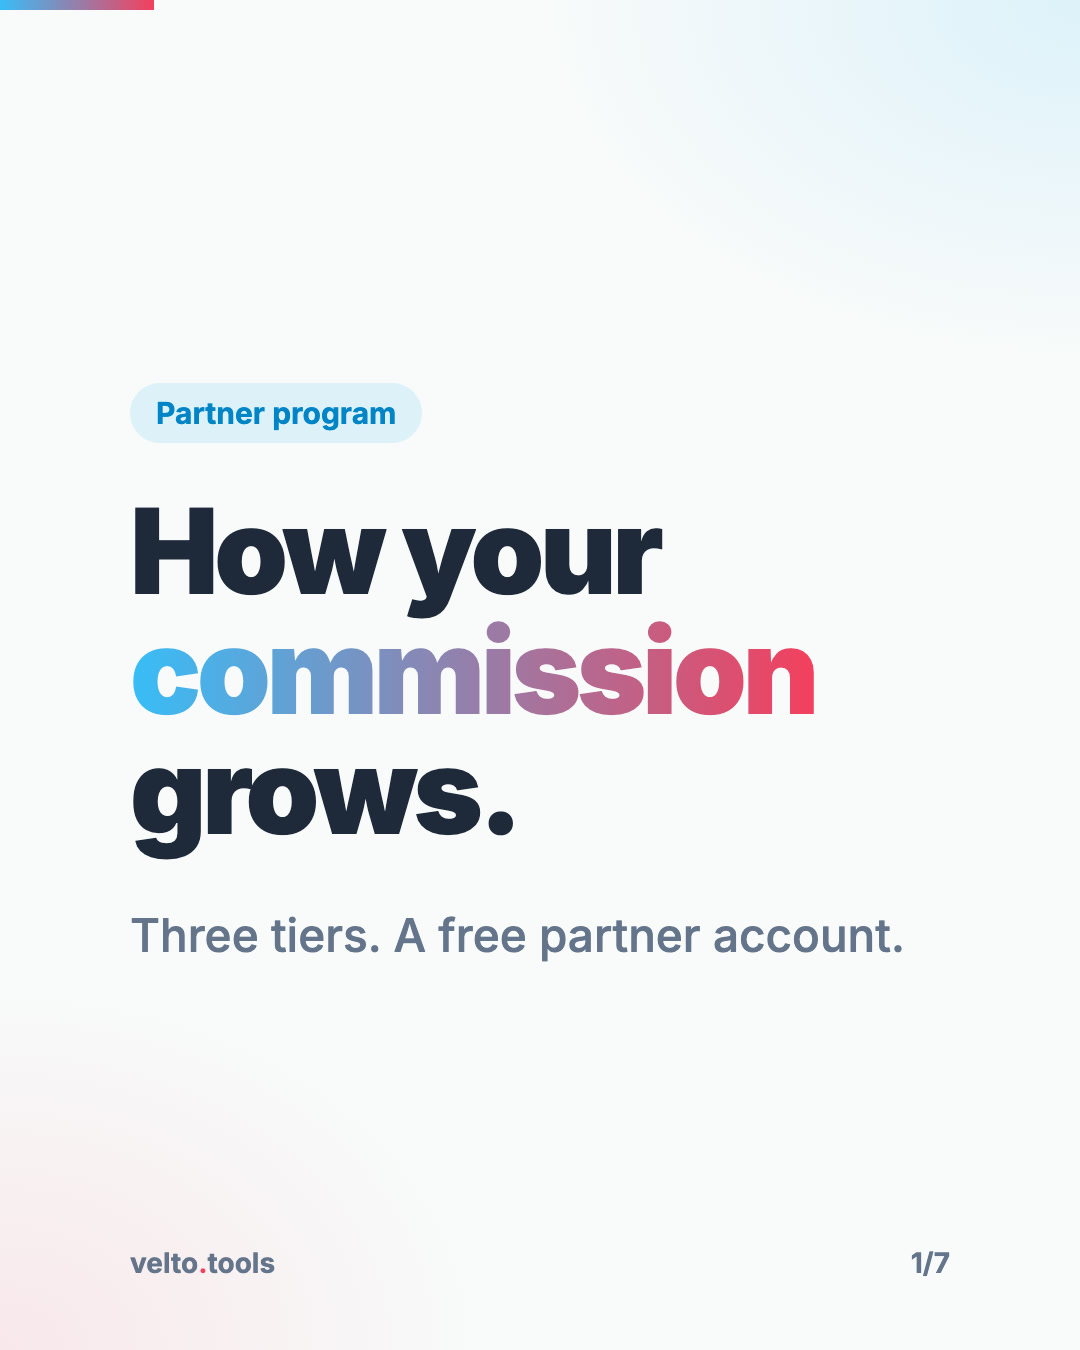 Partner program
How your
commission
grows.
Three tiers. A free partner account.
velto.tools
1/7